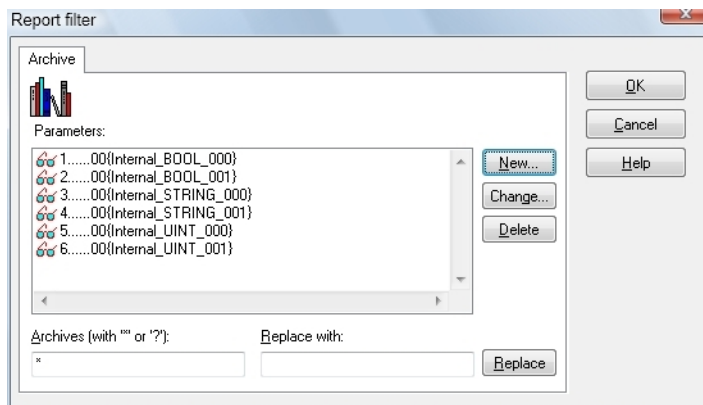 Report filter
Archive
Parameters:
1......00{Internal_BOOL_000}
2......00{Internal_BOOL_001}
3......00{Internal_STRING_000}
4......00{Internal_STRING_001}
5......00{Internal_UINT_000}
6......00{Internal_UINT_001}
New...
Change...
Delete
OK
Cancel
Help
Archives (with '*' or '?'):
*
Replace with:
Replace